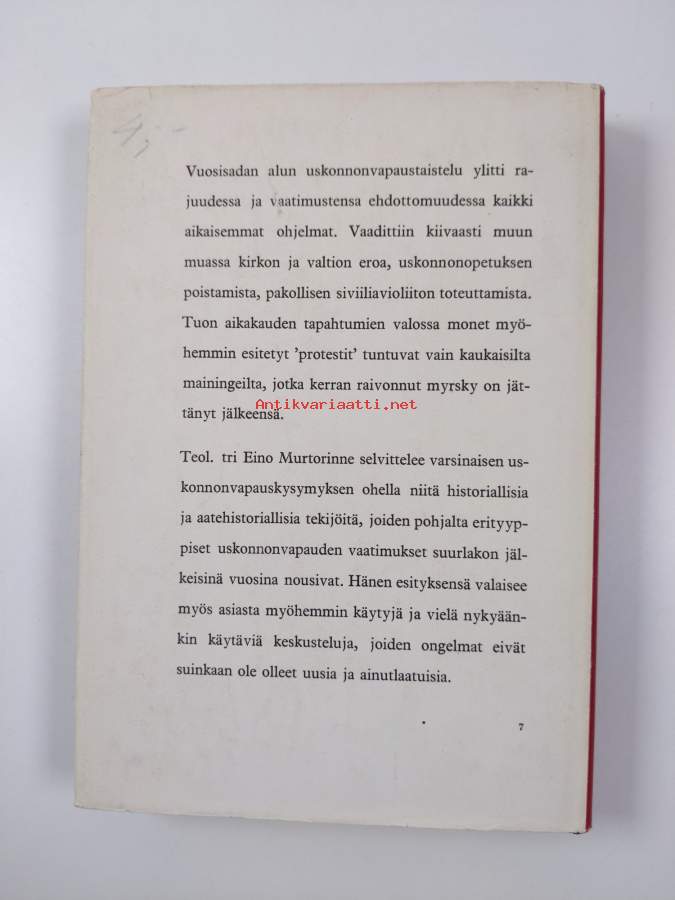 4,-
Vuosisadan alun uskonnonvapaustaistelu ylitti ra-
juudessa ja vaatimustensa ehdottomuudessa kaikki
aikaisemmat ohjelmat. Vaadittiin kiivaasti muun
muassa kirkon ja valtion eroa, uskonnonopetuksen
poistamista, pakollisen siviiliavioliiton toteuttamista.
Tuon aikakauden tapahtumien valossa monet myö-
hemmin esitetyt ’protestit’ tuntuvat vain kaukaisilta
mainingeilta, jotka kerran raivonnut myrsky on jät-
Antikvariaatti.net
tänyt jälkeensä.
Teol. tri Eino Murtorinne selvittelee varsinaisen us-
konnonvapauskysymyksen ohella niitä historiallisia
ja aatehistoriallisia tekijöitä, joiden pohjalta erityyp-
piset uskonnonvapauden vaatimukset suurlakon jäl-
keisinä vuosina nousivat. Hänen esityksensä valaisee
myös asiasta myöhemmin käytyjä ja vielä nykyään-
kin käytäviä keskusteluja, joiden ongelmat eivät
suinkaan ole olleet uusia ja ainutlaatuisia.
7